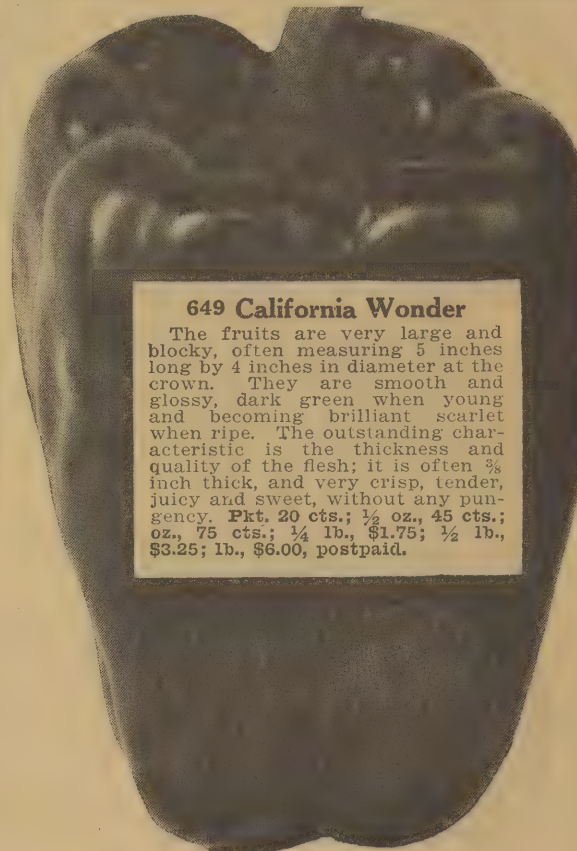 649 California Wonder
The fruits are very large and
blocky, often measuring 5 inches
long by 4 inches in diameter at the
crown. They are smooth and
glossy, dark green when young
and becoming brilliant scarlet
when ripe. The outstanding char-
acteristic is the thickness and
quality of the flesh; it is often ⅜
inch thick, and very crisp, tender,
juicy and sweet, without any pun-
gency. Pkt. 20 cts.; ½ oz., 45 cts.;
oz., 75 cts.; ¼ lb., $1.75; ½ lb.,
$3.25; lb., $6.00, postpaid.